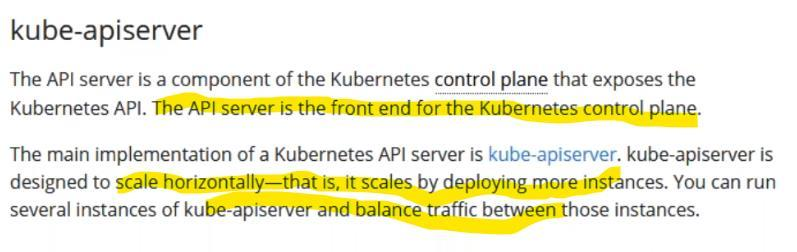 kube-apiserver
The API server is a component of the Kubernetes control plane that exposes the
Kubernetes API. The API server is the front end for the Kubernetes control plane.
The main implementation of a Kubernetes API server is kube-apiserver. kube-apiserver is
designed to scale horizontally—that is, it scales by deploying more instances. You can run
several instances of kube-apiserver and balance traffic between those instances.